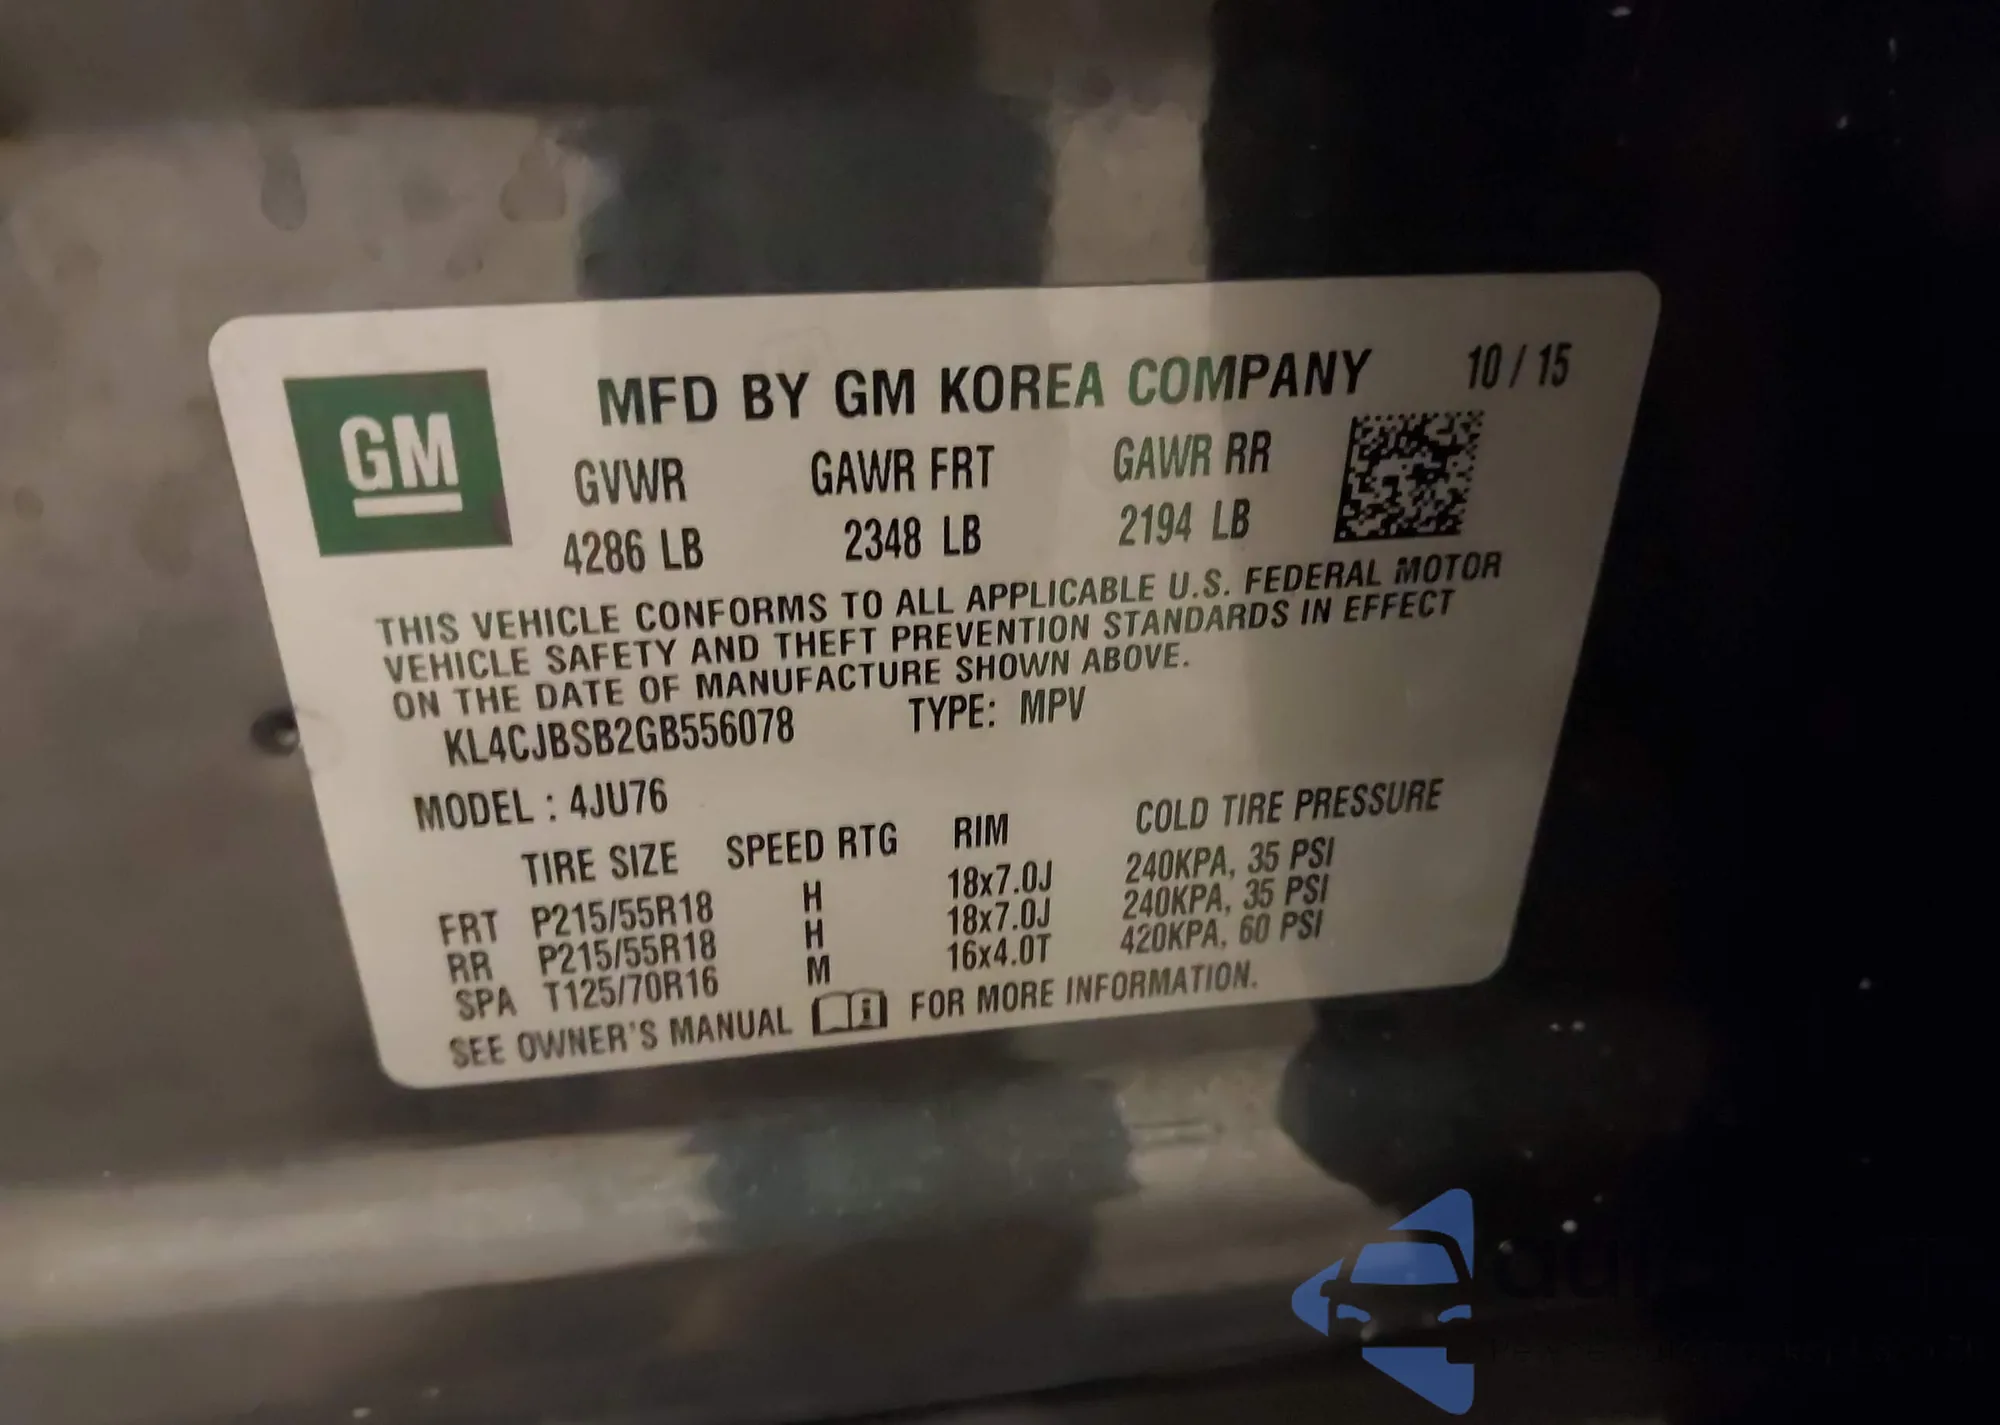 MFD BY GM KOREA COMPANY 10 / 15
GM
GVWR GAWR FRT GAWR RR
4286 LB 2348 LB 2194 LB
THIS VEHICLE CONFORMS TO ALL APPLICABLE U.S. FEDERAL MOTOR
VEHICLE SAFETY AND THEFT PREVENTION STANDARDS IN EFFECT
ON THE DATE OF MANUFACTURE SHOWN ABOVE.
KL4CJBSB2GB556078 TYPE: MPV
MODEL : 4JU76
TIRE SIZE SPEED RTG RIM COLD TIRE PRESSURE
FRT P215/55R18 H 18x7.0J 240KPA, 35 PSI
RR P215/55R18 H 18x7.0J 240KPA, 35 PSI
SPA T125/70R16 M 16x4.0T 420KPA, 60 PSI
SEE OWNER'S MANUAL FOR MORE INFORMATION.